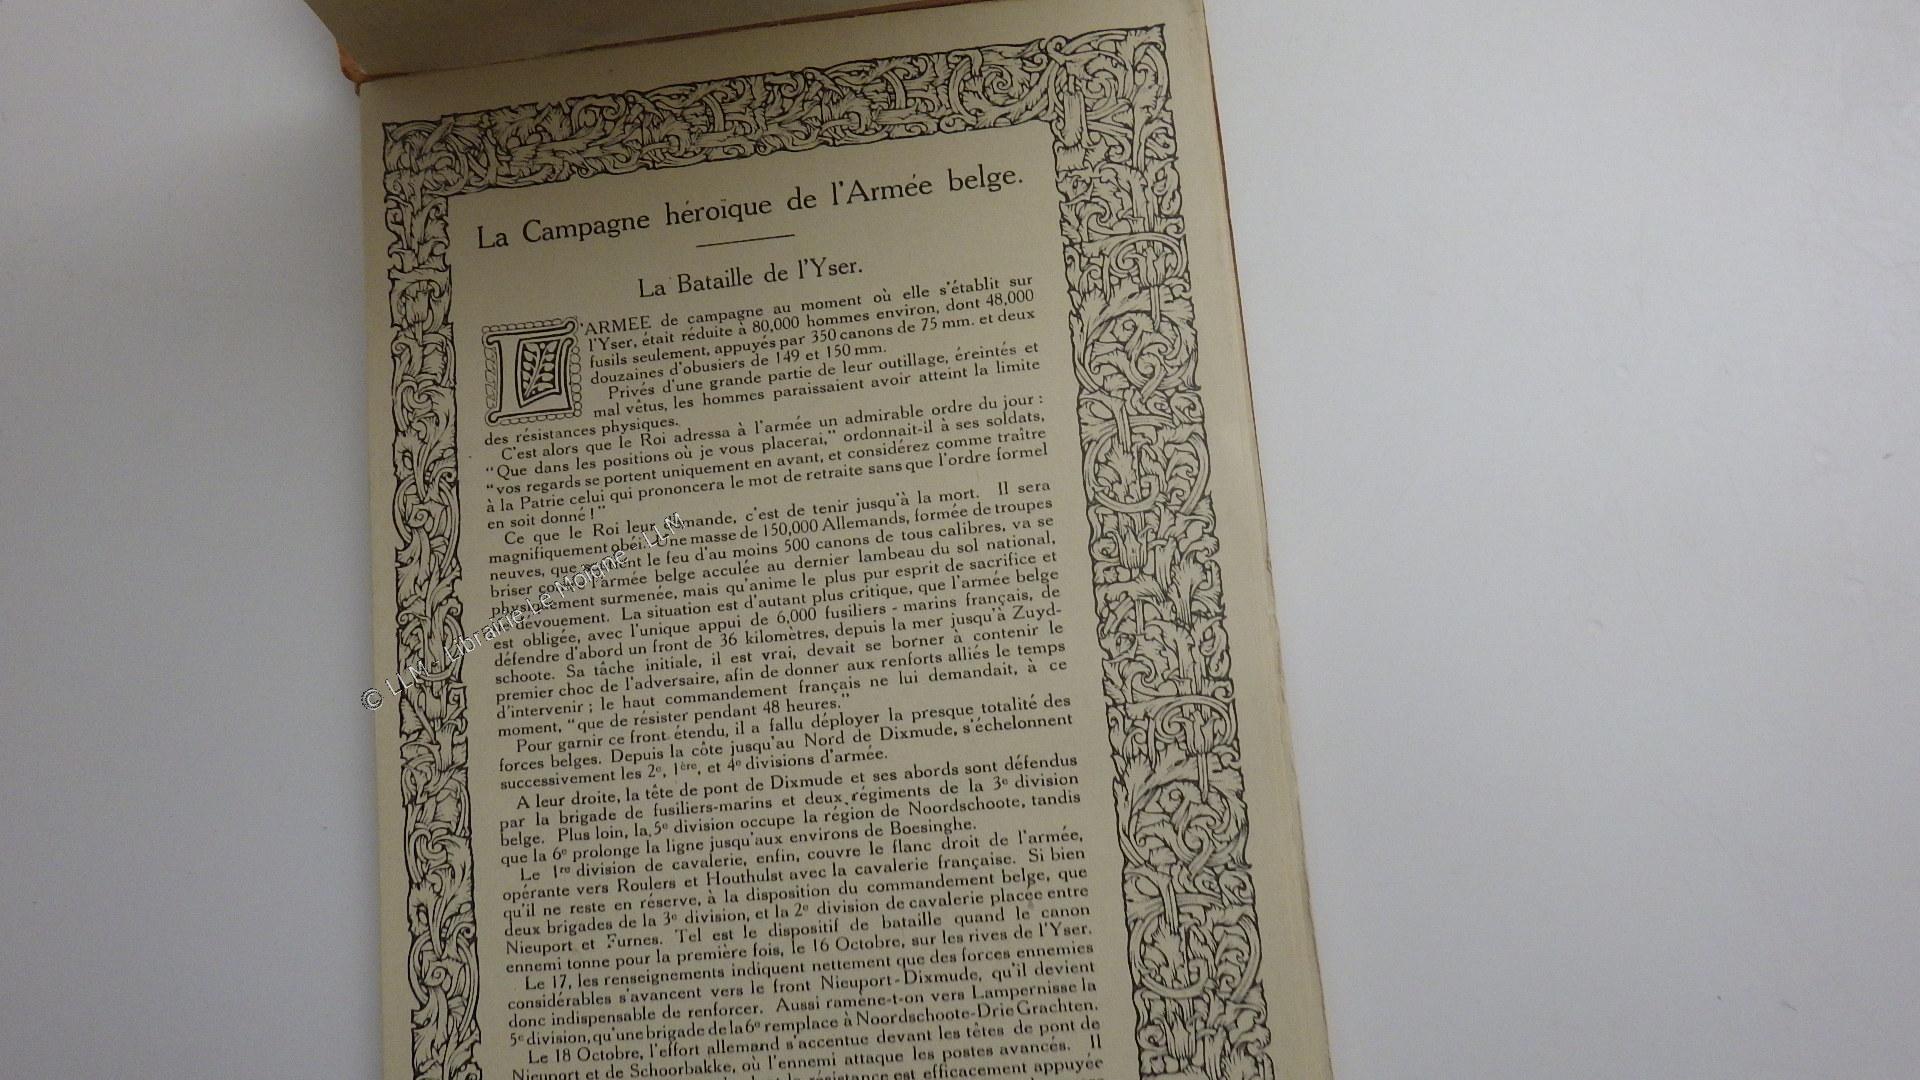 La Campagne héroïque de l'Armée belge.
La Bataille de l'Yser.
L'ARMEE de campagne au moment où elle s'établit sur
l'Yser, était réduite à 80,000 hommes environ, dont 48,000
fusils seulement, appuyés par 350 canons de 75 mm. et deux
douzaines d'obusiers de 149 et 150 mm.
Privés d'une grande partie de leur outillage, éreintés et
mal vêtus, les hommes paraissaient avoir atteint la limite
des résistances physiques.
C'est alors que le Roi adressa à l'armée un admirable ordre du jour :
"Que dans les positions où je vous placerai," ordonnait-il à ses soldats,
"vos regards se portent uniquement en avant, et considérez comme traître
à la Patrie celui qui prononcera le mot de retraite sans que l'ordre formel
en soit donné !"
Ce que le Roi leur demande, c'est de tenir jusqu'à la mort. Il sera
magnifiquement obéi. Une masse de 150,000 Allemands, formée de troupes
neuves, que le feu d'au moins 500 canons de tous calibres, va se
briser contre l'armée belge acculée au dernier lambeau du sol national,
physiquement surmenée, mais qu'anime le plus pur esprit de sacrifice et
de dévouement. La situation est d'autant plus critique, que l'armée belge
est obligée, avec l'unique appui de 6,000 fusiliers - marins français, de
défendre d'abord un front de 36 kilomètres, depuis la mer jusqu'à Zuyd-
schoote. Sa tâche initiale, il est vrai, devait se borner à contenir le
premier choc de l'adversaire, afin de donner aux renforts alliés le temps
d'intervenir ; le haut commandement français ne lui demandait, à ce
moment, "que de résister pendant 48 heures."
Pour garnir ce front étendu, il a fallu déployer la presque totalité des
forces belges. Depuis la côte jusqu'au Nord de Dixmude, s'échelonnent
successivement les 2e, 1ère, et 4e divisions d'armée.
A leur droite, la tête de pont de Dixmude et ses abords sont défendus
par la brigade de fusiliers-marins et deux régiments de la 3e division
belge. Plus loin, la 5e division occupe la région de Noordschoote, tandis
que la 6e prolonge la ligne jusqu'aux environs de Boesinghe.
Le 1re division de cavalerie, enfin, couvre le flanc droit de l'armée,
opérante vers Roulers et Houthulst avec la cavalerie française. Si bien
qu'il ne reste en réserve, à la disposition du commandement belge, que
deux brigades de la 3e division, et la 2e division de cavalerie placée entre
Nieuport et Furnes. Tel est le dispositif de bataille quand le canon
ennemi tonne pour la première fois, le 16 Octobre, sur les rives de l'Yser.
Le 17, les renseignements indiquent nettement que des forces ennemies
considérables s'avancent vers le front Nieuport-Dixmude, qu'il devient
donc indispensable de renforcer. Aussi ramène-t-on vers Lampernisse la
5e division, qu'une brigade de la 6e remplace à Noordschoote-Drie Grachten.
Le 18 Octobre, l'effort allemand s'accentue devant les têtes de pont de
Nieuport et de Schoorbakke, où l'ennemi attaque les postes avancés. Il
résistance est efficacement appuyée
© LLM - Librairie Le Moigne - LLM